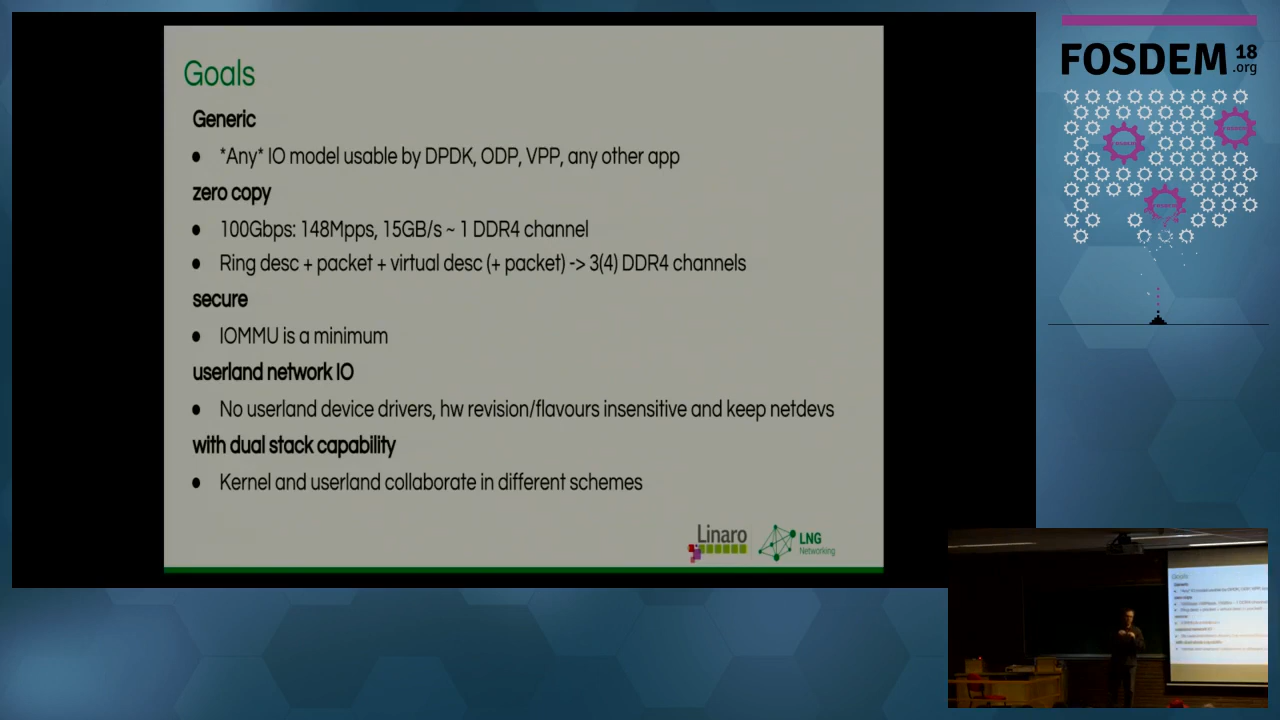 Goals
Generic
● *Any* IO model usable by DPDK, ODP, VPP, any other app
zero copy
● 100Gbps: 148Mpps, 15GB/s ~ 1 DDR4 channel
● Ring desc + packet + virtual desc (+ packet) -> 3(4) DDR4 channels
secure
● IOMMU is a minimum
userland network IO
● No userland device drivers, hw revision/flavours insensitive and keep netdevs
with dual stack capability
● Kernel and userland collaborate in different schemes
Linaro
LNG
Networking
FOSDEM 18
.org